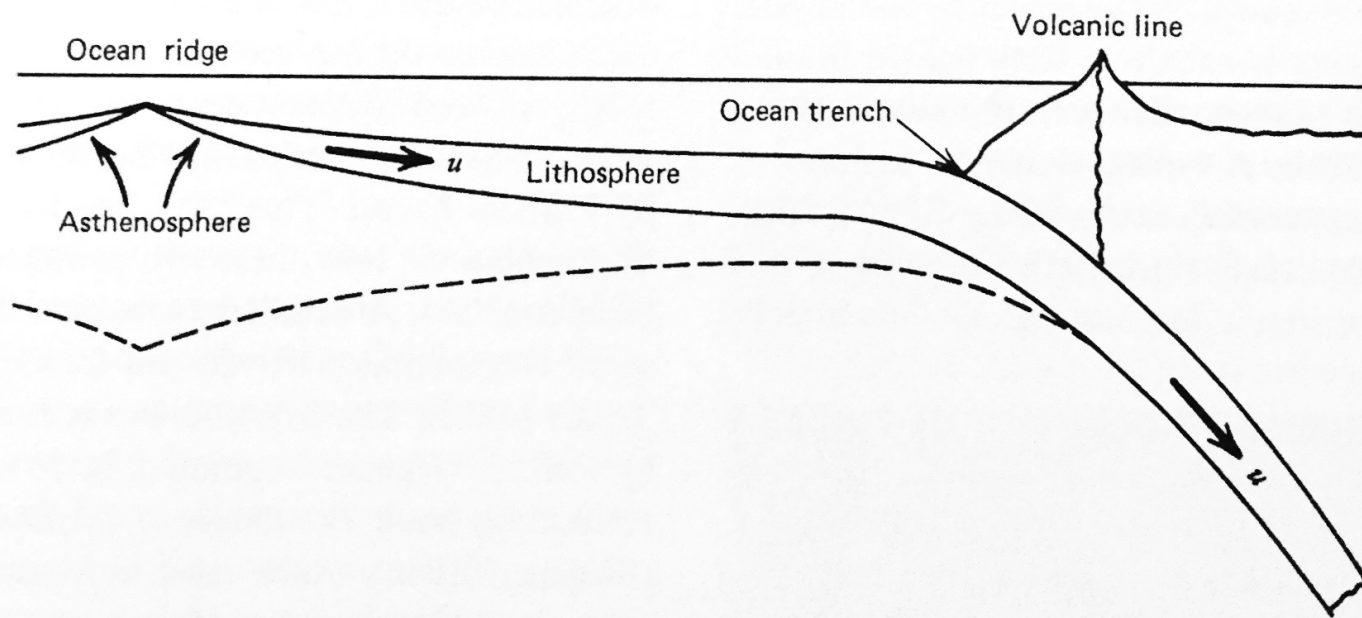 Volcanic line
Ocean ridge
Ocean trench
u
Lithosphere
Asthenosphere
u